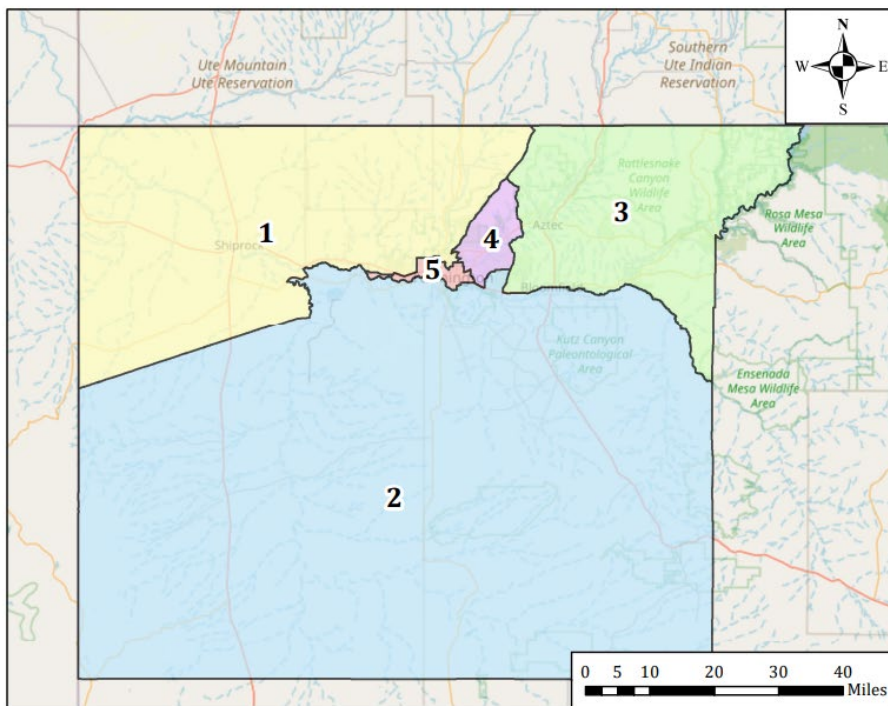 Ute Mountain
Ute Reservation
Southern
Ute Indian
Reservation
N
W
E
S
Rattlesnake
Canyon
Wildlife
Area
Rosa Mesa
Wildlife
Area
1
Shiprock
3
4
Aztec
5
Kutz Canyon
Paleontological
Area
Ensenada
Mesa Wildlife
Area
2
0 5 10 20 30 40
Miles